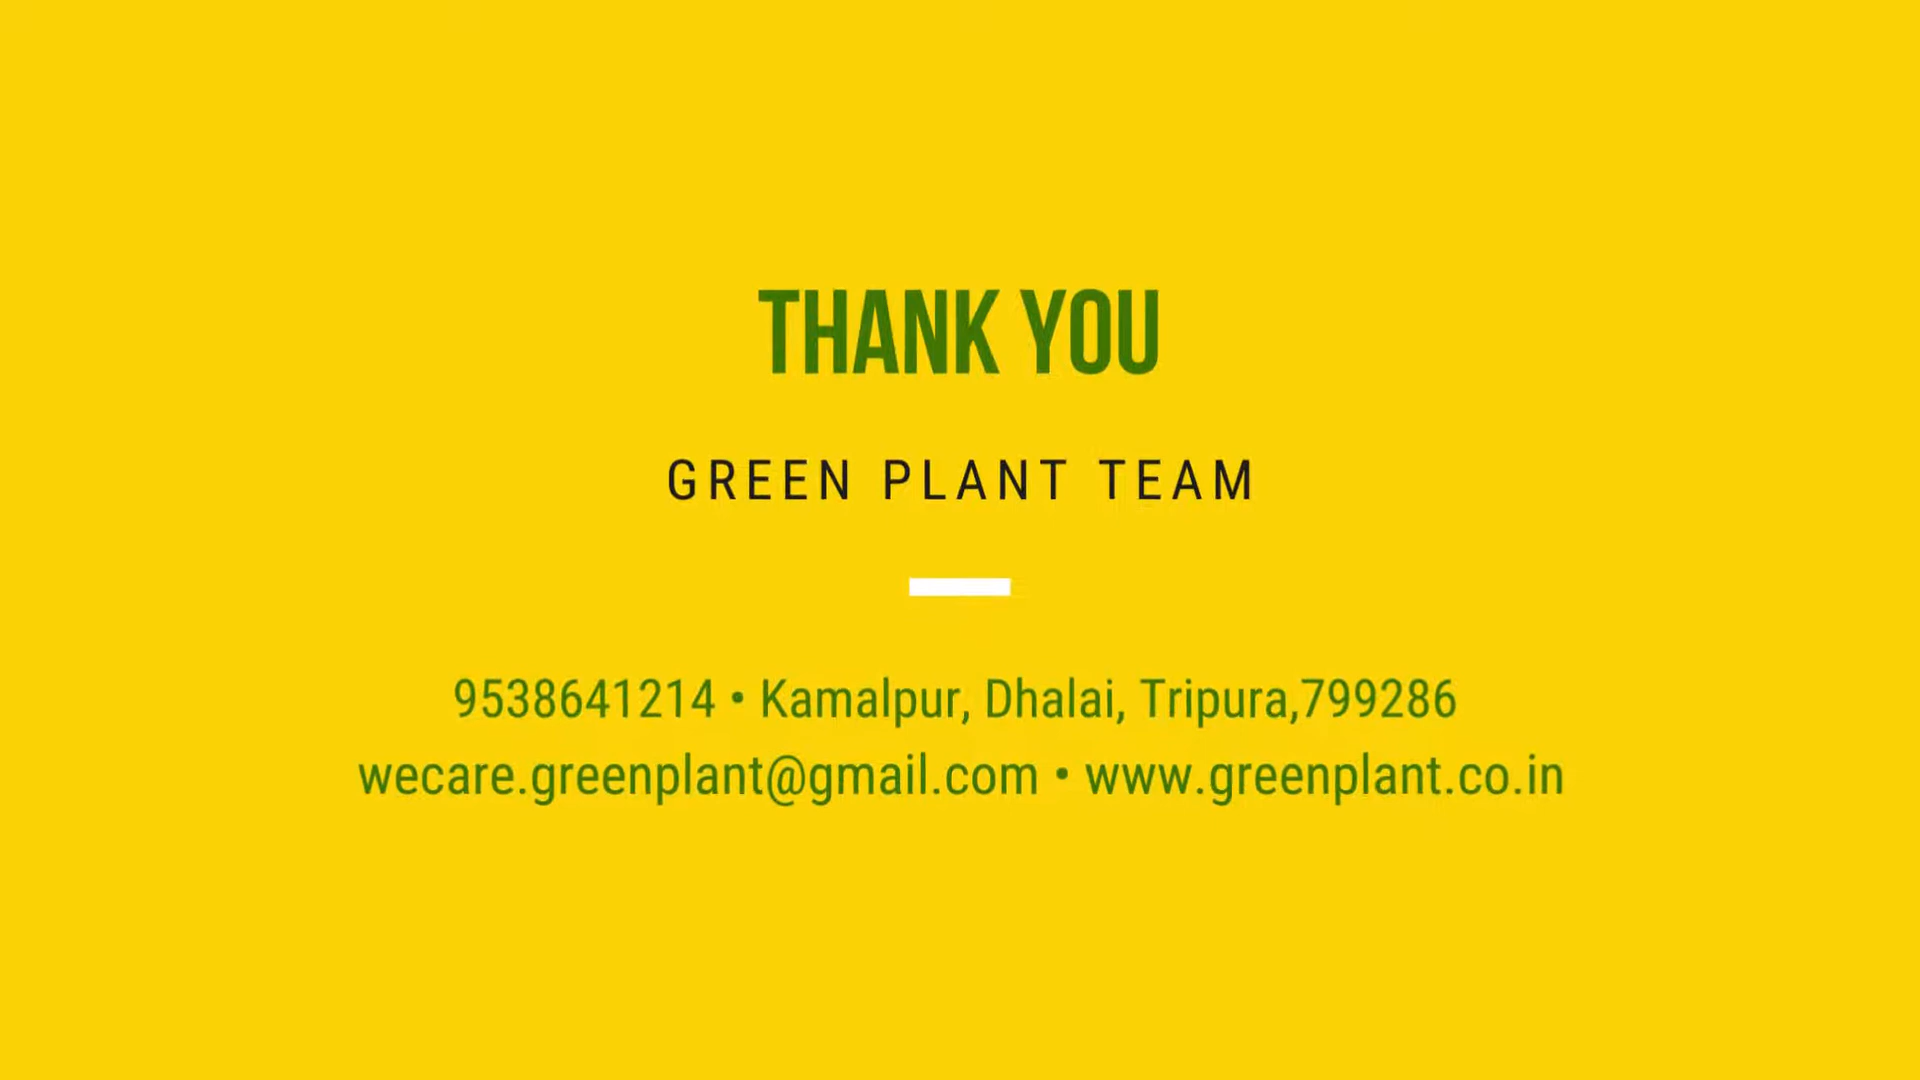 THANK YOU
GREEN PLANT TEAM
9538641214 • Kamalpur, Dhalai, Tripura,799286
wecare.greenplant@gmail.com • www.greenplant.co.in